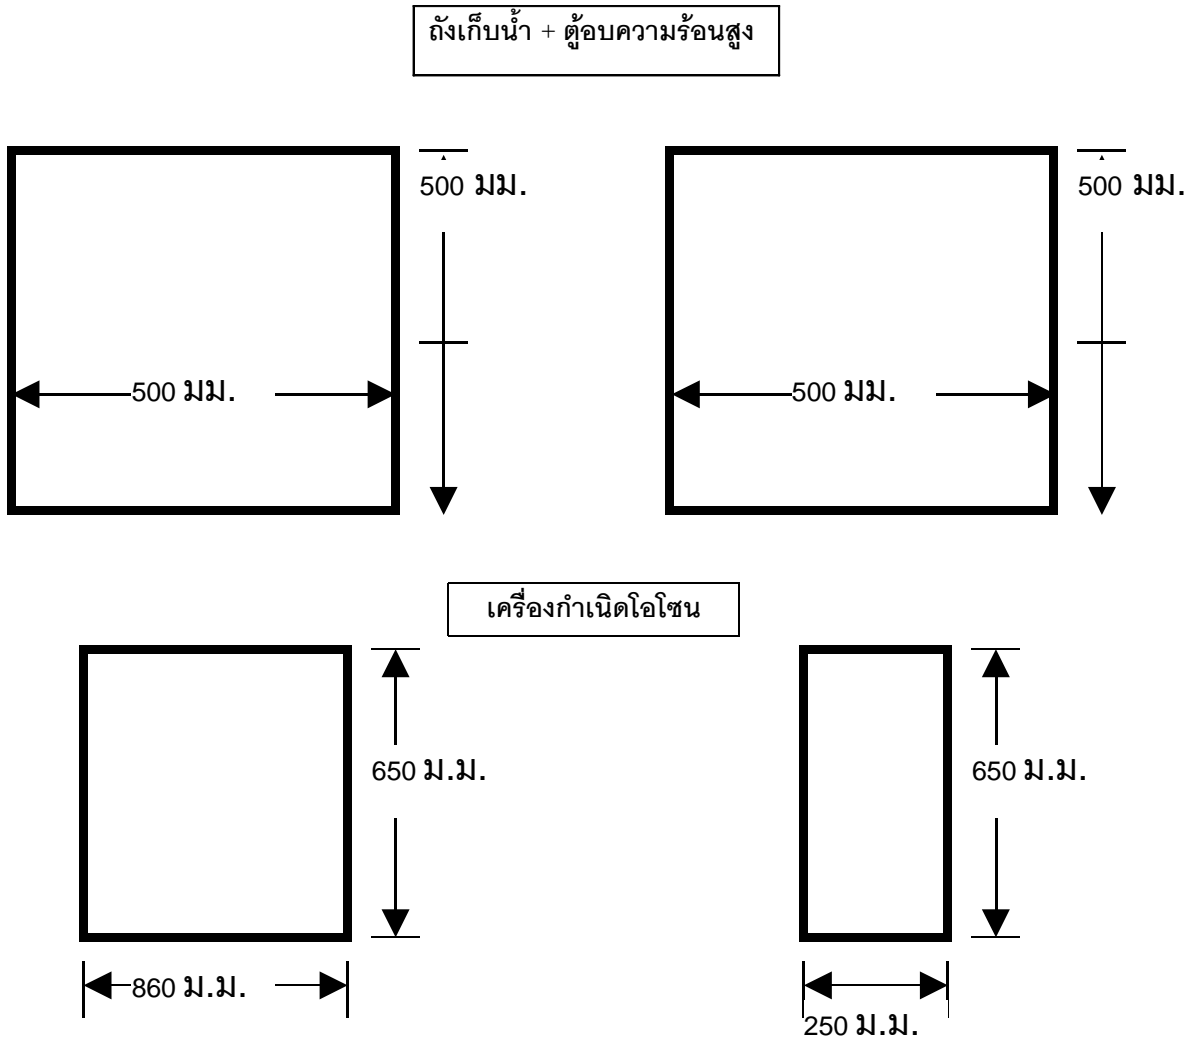 ถังเก็บน้ำ + ตู้อบความร้อนสูง
500 มม.
500 มม.
500 มม.
500 มม.
เครื่องกำเนิดโอโซน
650 ม.ม.
650 ม.ม.
860 ม.ม.
250 ม.ม.